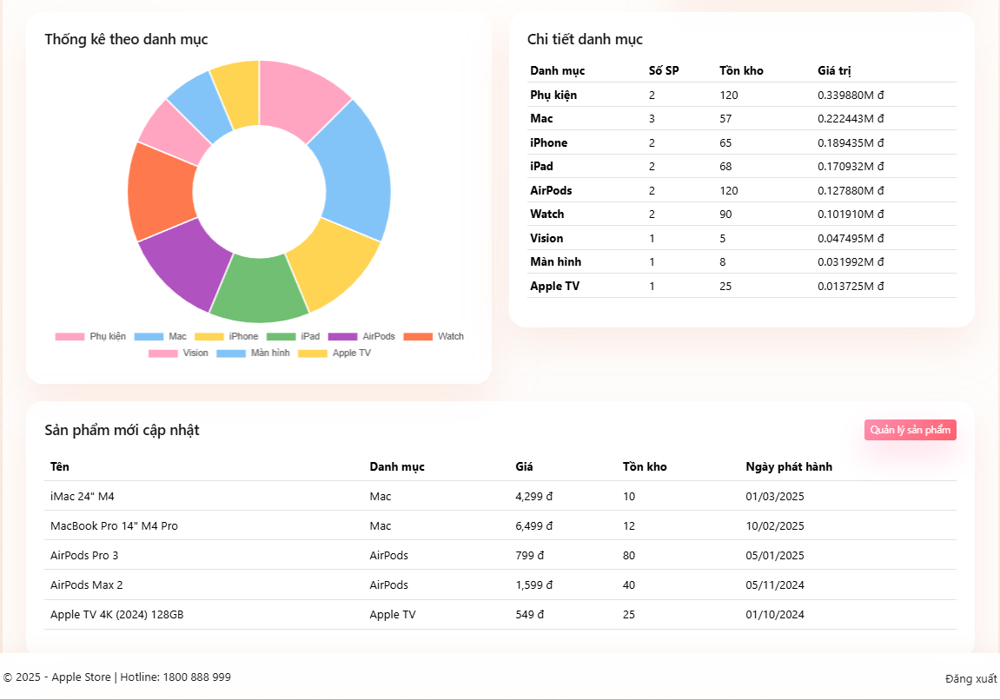 Thống kê theo danh mục
Phụ kiện Mac iPhone iPad AirPods Watch
Vision Màn hình Apple TV
Chi tiết danh mục
Danh mục Số SP Tồn kho Giá trị
Phụ kiện 2 120 0.339880M đ
Mac 3 57 0.222443M đ
iPhone 2 65 0.189435M đ
iPad 2 68 0.170932M đ
AirPods 2 120 0.127880M đ
Watch 2 90 0.101910M đ
Vision 1 5 0.047495M đ
Màn hình 1 8 0.031992M đ
Apple TV 1 25 0.013725M đ
Sản phẩm mới cập nhật
Quản lý sản phẩm
Tên Danh mục Giá Tồn kho Ngày phát hành
iMac 24" M4 Mac 4,299 đ 10 01/03/2025
MacBook Pro 14" M4 Pro Mac 6,499 đ 12 10/02/2025
AirPods Pro 3 AirPods 799 đ 80 05/01/2025
AirPods Max 2 AirPods 1,599 đ 40 05/11/2024
Apple TV 4K (2024) 128GB Apple TV 549 đ 25 01/10/2024
© 2025 - Apple Store | Hotline: 1800 888 999
Đăng xuất